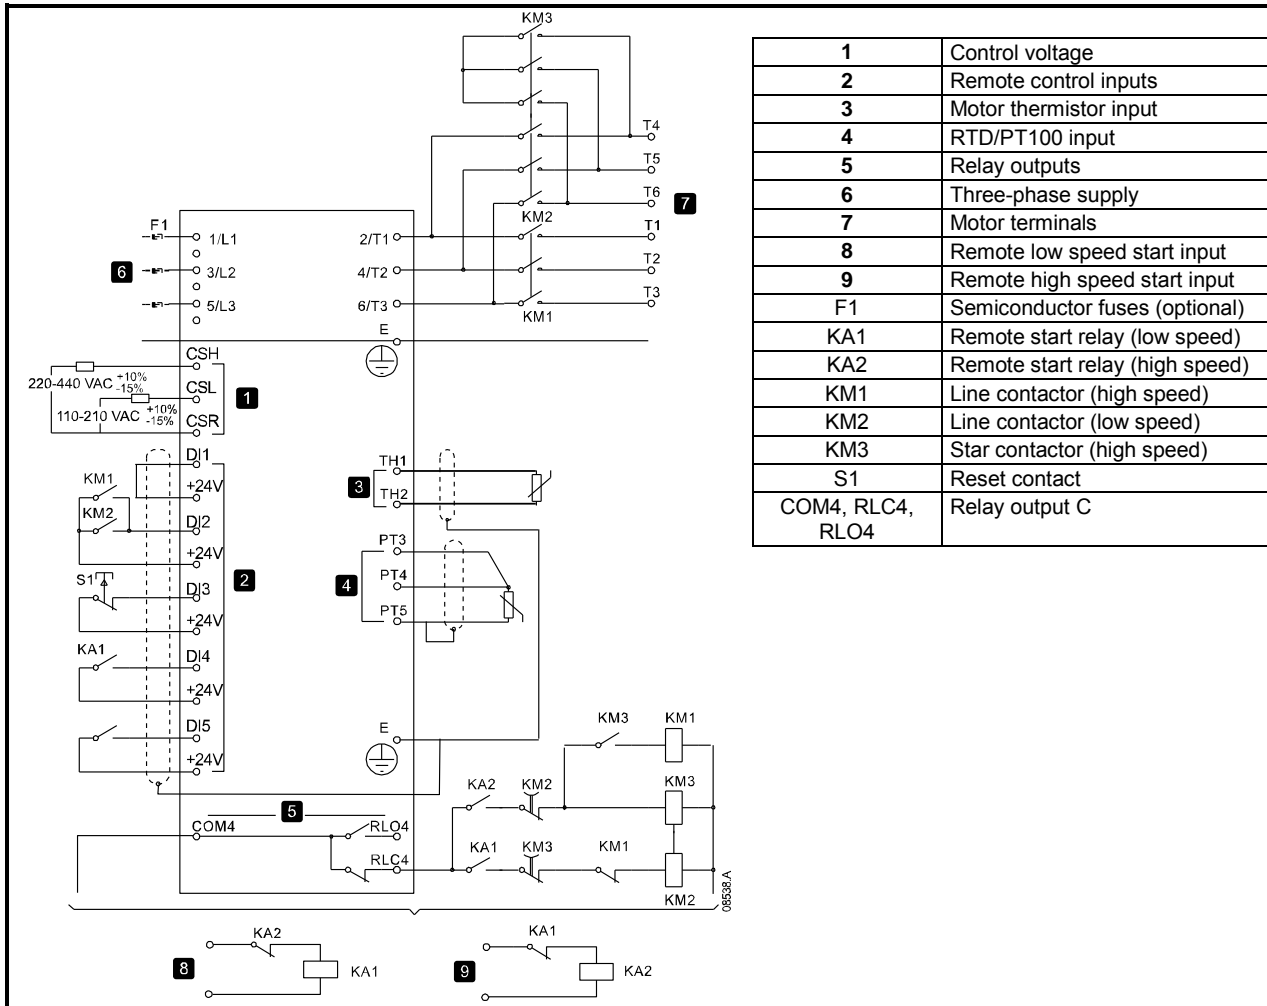 KM3
T4
T5
T6
7
KM2
T1
T2
T3
KM1
F1
1/L1
2/T1
6
3/L2
4/T2
5/L3
6/T3
E
CSH
220-440 VAC +10% -15%
CSL
1
110-210 VAC +10% -15%
CSR
DI1
KM1
+24V
KM2
DI2
+24V
2
S1
DI3
+24V
KA1
DI4
+24V
DI5
+24V
3
TH1
TH2
PT3
4
PT4
PT5
E
5
COM4
RLO4
RLC4
KM3
KM1
KA2
KM2
KM3
KA1
KM3
KM1
KM2
08538.A
8
KA2
KA1
9
KA1
KA2
1 Control voltage
2 Remote control inputs
3 Motor thermistor input
4 RTD/PT100 input
5 Relay outputs
6 Three-phase supply
7 Motor terminals
8 Remote low speed start input
9 Remote high speed start input
F1 Semiconductor fuses (optional)
KA1 Remote start relay (low speed)
KA2 Remote start relay (high speed)
KM1 Line contactor (high speed)
KM2 Line contactor (low speed)
KM3 Star contactor (high speed)
S1 Reset contact
COM4, RLC4, Relay output C
RLO4